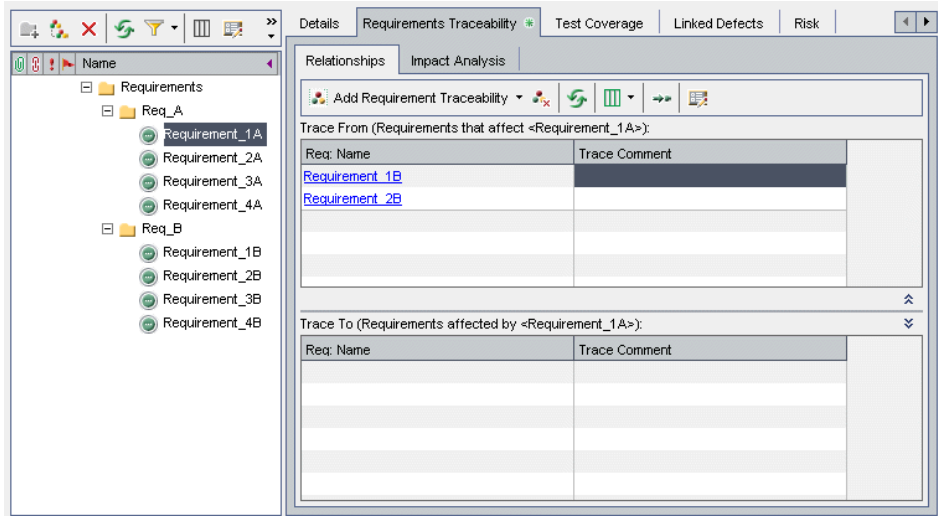 Details
Requirements Traceability
Test Coverage
Linked Defects
Risk
Name
Requirements
Req_A
Requirement_1A
Requirement_2A
Requirement_3A
Requirement_4A
Req_B
Requirement_1B
Requirement_2B
Requirement_3B
Requirement_4B
Relationships
Impact Analysis
Add Requirement Traceability
Trace From (Requirements that affect <Requirement_1A>):
Req: Name
Trace Comment
Requirement_1B
Requirement_2B
Trace To (Requirements affected by <Requirement_1A>):
Req: Name
Trace Comment